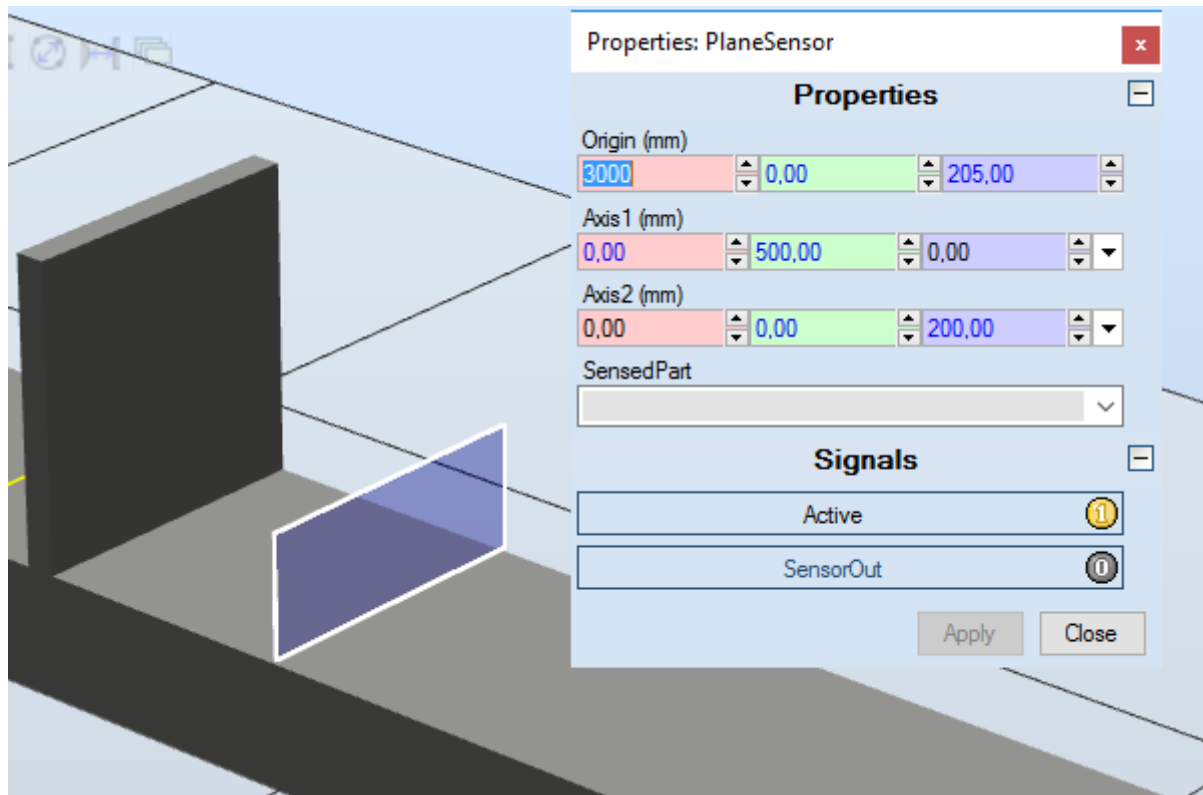 Properties: PlaneSensor
x
Properties
Origin (mm)
3000 0,00 205,00
Axis1 (mm)
0,00 500,00 0,00
Axis2 (mm)
0,00 0,00 200,00
SensedPart
Signals
Active 1
SensorOut 0
Apply Close